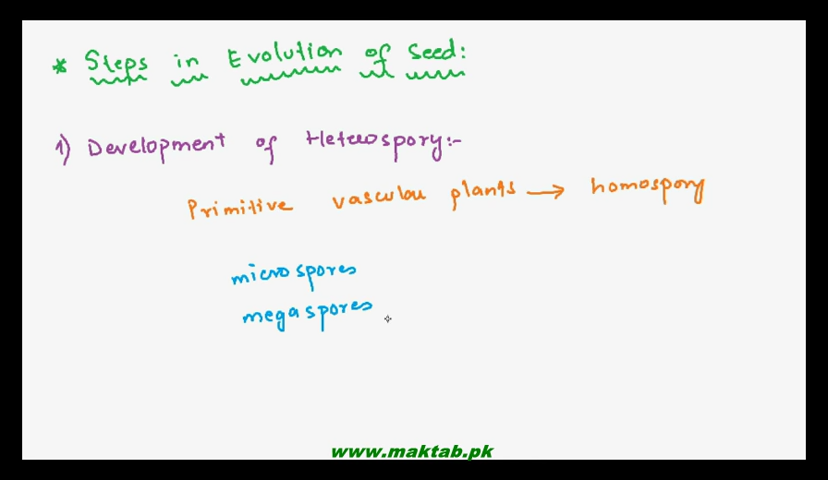 * Steps in Evolution of Seed:
1) Development of Heterospory:-
Primitive vascular plants → homospory
microspores
megaspores
www.maktab.pk